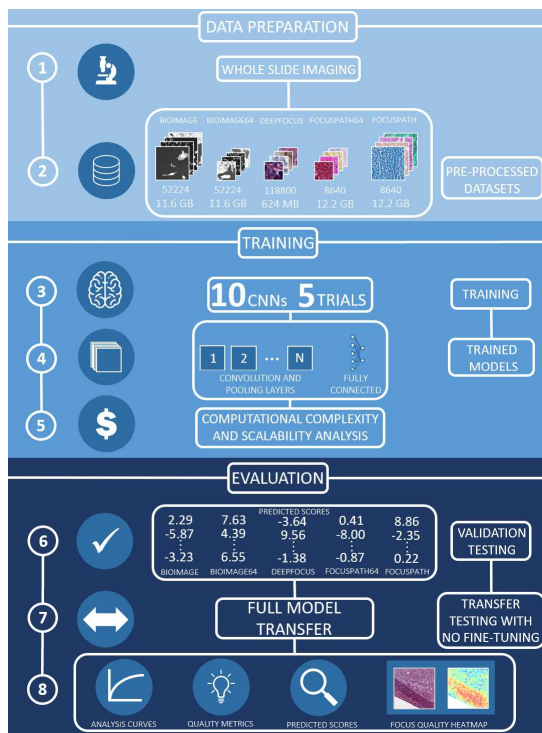 DATA PREPARATION
1
WHOLE SLIDE IMAGING
BIOIMAGE BIOIMAGE64 DEEPFOCUS FOCUSPATH64 FOCUSPATH
2
52224 52224 118800 8640 8640
11.6 GB 11.6 GB 624 MB 12.2 GB 12.2 GB
PRE-PROCESSED
DATASETS
TRAINING
3
10 CNNs 5 TRIALS
TRAINING
4
1 2 ... N
CONVOLUTION AND
POOLING LAYERS
FULLY
CONNECTED
TRAINED
MODELS
5
$
COMPUTATIONAL COMPLEXITY
AND SCALABILITY ANALYSIS
EVALUATION
PREDICTED SCORES
6
2.29 7.63 -3.64 0.41 8.86
-5.87 4.39 9.56 -8.00 -2.35
-3.23 6.55 -1.38 -0.87 0.22
BIOIMAGE BIOIMAGE64 DEEPFOCUS FOCUSPATH64 FOCUSPATH
VALIDATION
TESTING
7
FULL MODEL
TRANSFER
TRANSFER
TESTING WITH
NO FINE-TUNING
8
ANALYSIS CURVES QUALITY METRICS PREDICTED SCORES FOCUS QUALITY HEATMAP